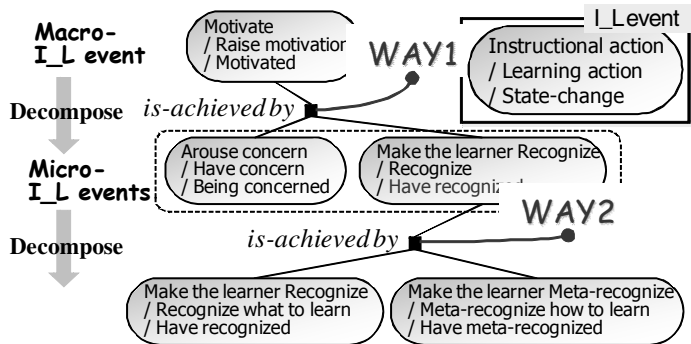 Macro-
I_L event
Motivate
/ Raise motivation
/ Motivated
WAY1
I_L event
Instructional action
/ Learning action
/ State-change
Decompose
is-achieved by
Micro-
I_L events
Arouse concern
/ Have concern
/ Being concerned
Make the learner Recognize
/ Recognize
/ Have recognized
WAY2
Decompose
is-achieved by
Make the learner Recognize
/ Recognize what to learn
/ Have recognized
Make the learner Meta-recognize
/ Meta-recognize how to learn
/ Have meta-recognized